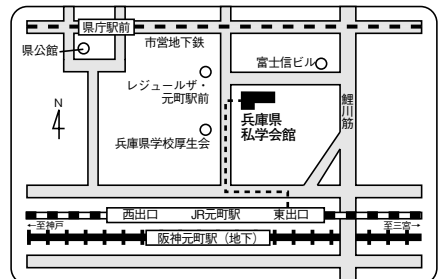 県庁駅前
県公館
市営地下鉄
富士信ビル
レジュールザ・
元町駅前
N
兵庫県
私学会館
鯉川筋
兵庫県学校厚生会
西出口 JR元町駅 東出口
←至神戸
至三宮→
阪神元町駅（地下）